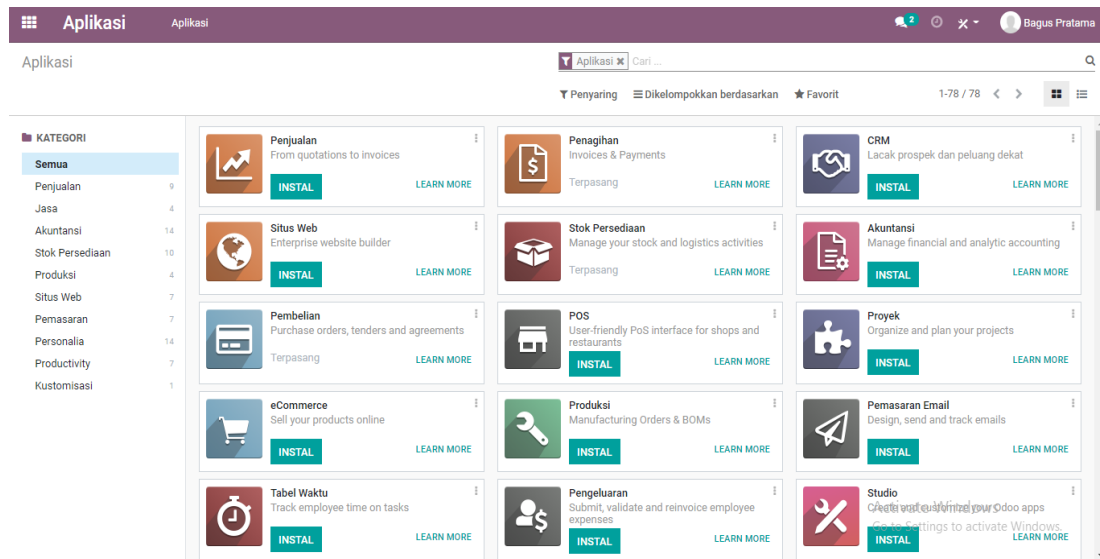 Aplikasi
Aplikasi
2
Bagus Pratama
Aplikasi
Aplikasi
Cari ...
Penyaring
Dikelompokkan berdasarkan
Favorit
1-78 / 78
KATEGORI
Semua
Penjualan 9
Jasa 4
Akuntansi 14
Stok Persediaan 10
Produksi 4
Situs Web 7
Pemasaran 7
Personalia 14
Productivity 7
Kustomisasi 1
Penjualan
From quotations to invoices
INSTAL
LEARN MORE
Penagihan
Invoices & Payments
Terpasang
LEARN MORE
CRM
Lacak prospek dan peluang dekat
INSTAL
LEARN MORE
Situs Web
Enterprise website builder
INSTAL
LEARN MORE
Stok Persediaan
Manage your stock and logistics activities
Terpasang
LEARN MORE
Akuntansi
Manage financial and analytic accounting
INSTAL
LEARN MORE
Pembelian
Purchase orders, tenders and agreements
Terpasang
LEARN MORE
POS
User-friendly PoS interface for shops and
restaurants
INSTAL
LEARN MORE
Proyek
Organize and plan your projects
INSTAL
LEARN MORE
eCommerce
Sell your products online
INSTAL
LEARN MORE
Produksi
Manufacturing Orders & BOMs
INSTAL
LEARN MORE
Pemasaran Email
Design, send and track emails
INSTAL
LEARN MORE
Tabel Waktu
Track employee time on tasks
INSTAL
LEARN MORE
Pengeluaran
Submit, validate and reinvoice employee
expenses
INSTAL
LEARN MORE
Studio
Create and customize your Odoo apps
INSTAL
LEARN MORE
Activate Windows
Go to Settings to activate Windows.